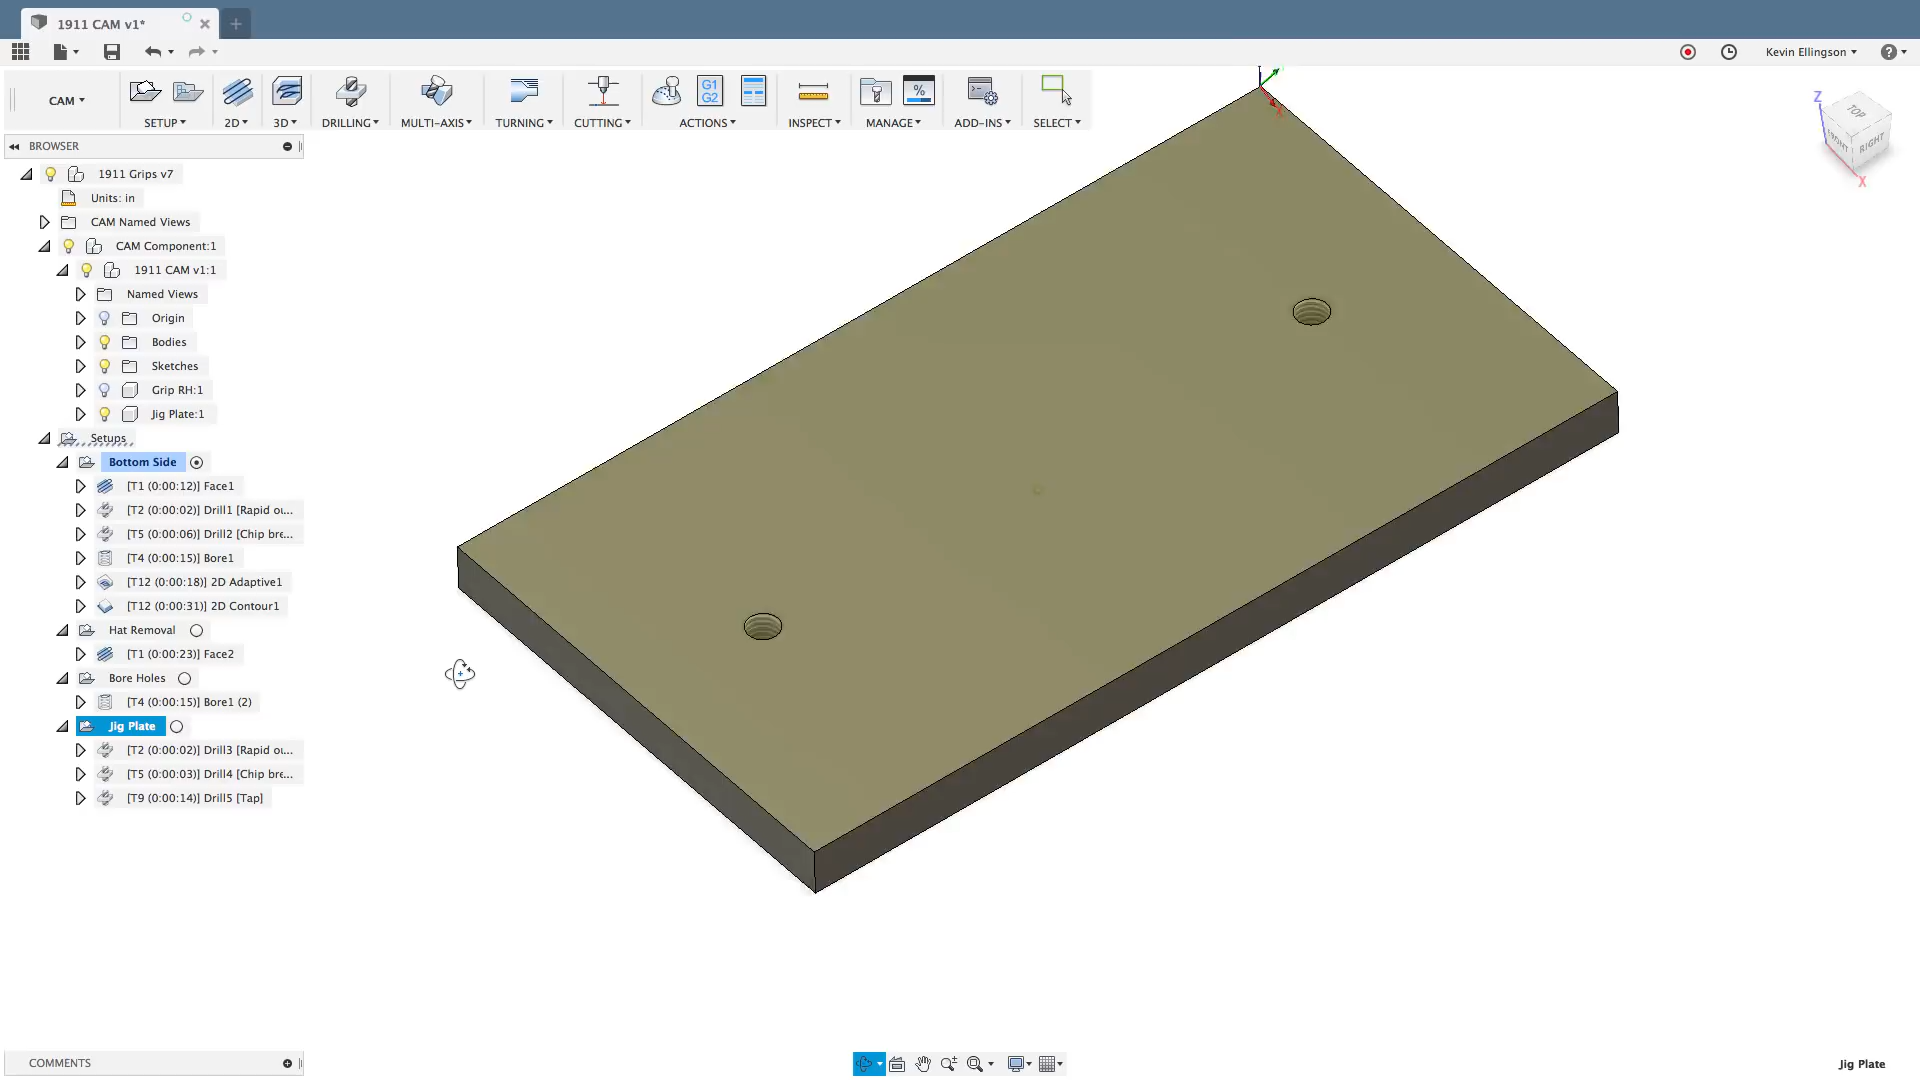 1911 CAM v1*
Kevin Ellingson
CAM
SETUP
2D
3D
DRILLING
MULTI-AXIS
TURNING
CUTTING
G1
G2
ACTIONS
INSPECT
%
MANAGE
ADD-INS
SELECT
Z
TOP
FRONT
RIGHT
X
BROWSER
1911 Grips v7
Units: in
CAM Named Views
CAM Component:1
1911 CAM v1:1
Named Views
Origin
Bodies
Sketches
Grip RH:1
Jig Plate:1
Setups
Bottom Side
[T1 (0:00:12)] Face1
[T2 (0:00:02)] Drill1 [Rapid ou...
[T5 (0:00:06)] Drill2 [Chip bre...
[T4 (0:00:15)] Bore1
[T12 (0:00:18)] 2D Adaptive1
[T12 (0:00:31)] 2D Contour1
Hat Removal
[T1 (0:00:23)] Face2
Bore Holes
[T4 (0:00:15)] Bore1 (2)
Jig Plate
[T2 (0:00:02)] Drill3 [Rapid ou...
[T5 (0:00:03)] Drill4 [Chip bre...
[T9 (0:00:14)] Drill5 [Tap]
COMMENTS
Jig Plate